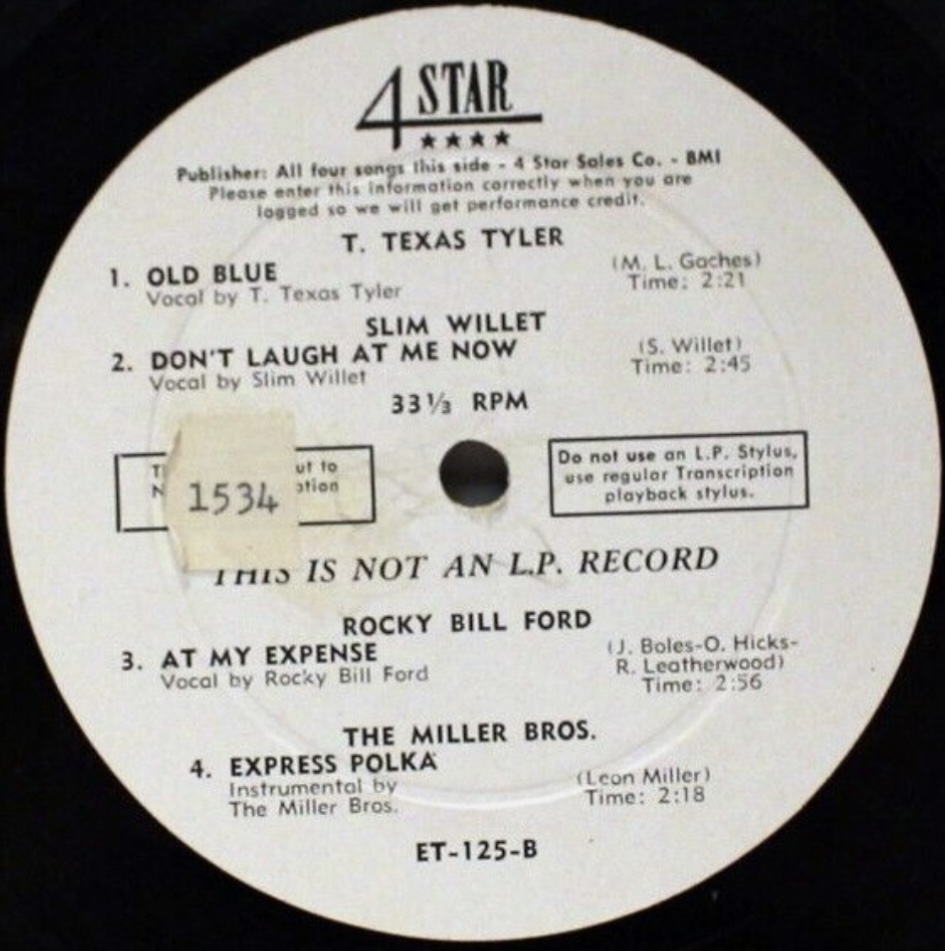 4 STAR
★★★★
Publisher: All four songs this side - 4 Star Sales Co. - BMI
Please enter this information correctly when you are
logged so we will get performance credit.
T. TEXAS TYLER
1. OLD BLUE (M. L. Gaches)
Vocal by T. Texas Tyler Time: 2:21
SLIM WILLET
2. DON'T LAUGH AT ME NOW (S. Willet)
Vocal by Slim Willet Time: 2:45
33⅓ RPM
ut to
1534
Do not use an L.P. Stylus,
use regular Transcription
playback stylus.
THIS IS NOT AN L.P. RECORD
ROCKY BILL FORD
3. AT MY EXPENSE (J. Boles-O. Hicks-
R. Leatherwood)
Vocal by Rocky Bill Ford Time: 2:56
THE MILLER BROS.
4. EXPRESS POLKA (Leon Miller)
Instrumental by Time: 2:18
The Miller Bros.
ET-125-B